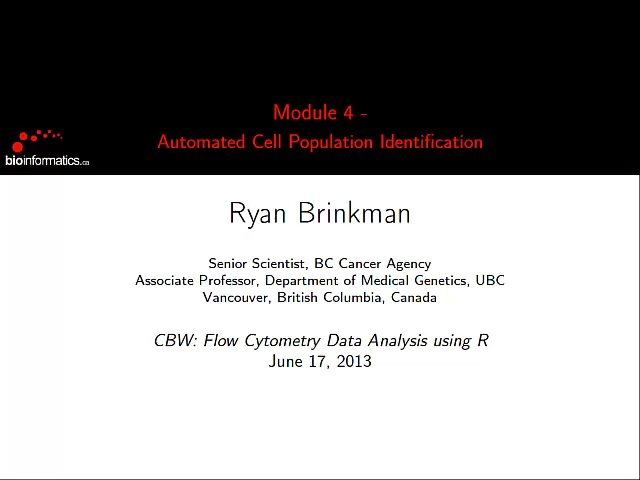 Module 4 -
Automated Cell Population Identification
bioinformatics.ca
Ryan Brinkman
Senior Scientist, BC Cancer Agency
Associate Professor, Department of Medical Genetics, UBC
Vancouver, British Columbia, Canada
CBW: Flow Cytometry Data Analysis using R
June 17, 2013